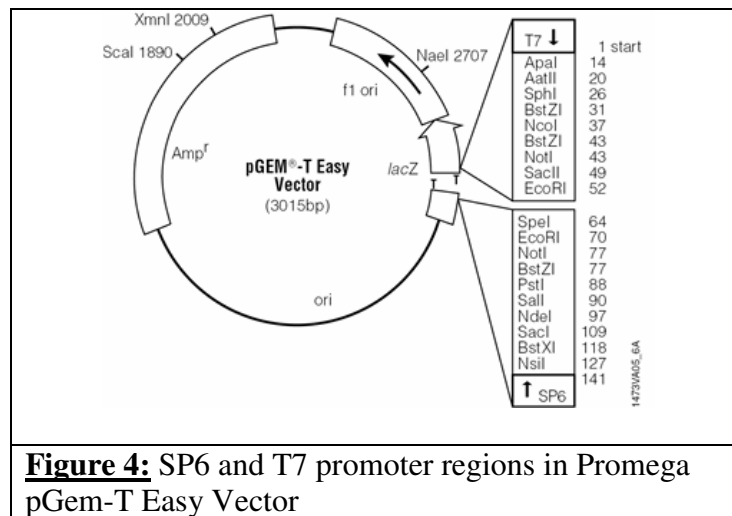 XmnI 2009
ScaI 1890
NaeI 2707
f1 ori
Ampr
pGEM®-T Easy
Vector
(3015bp)
lacZ
T
T
ori
T7 ↓
1 start
ApaI 14
AatII 20
SphI 26
BstZI 31
NcoI 37
BstZI 43
NotI 43
SacII 49
EcoRI 52
SpeI 64
EcoRI 70
NotI 77
BstZI 77
PstI 88
SalI 90
NdeI 97
SacI 109
BstXI 118
NsiI 127
141
↑ SP6
1473VA05_6A
Figure 4: SP6 and T7 promoter regions in Promega
pGem-T Easy Vector